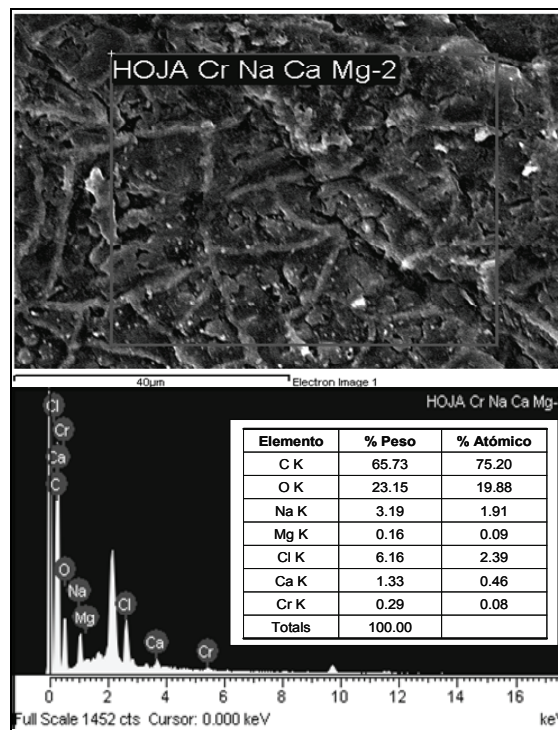 HOJA Cr Na Ca Mg-2
40µm Electron Image 1
HOJA Cr Na Ca Mg-
Cl
Cr
Ca
C
O
Na
Mg
Cl
Ca
Cr
Elemento % Peso % Atómico
C K 65.73 75.20
O K 23.15 19.88
Na K 3.19 1.91
Mg K 0.16 0.09
Cl K 6.16 2.39
Ca K 1.33 0.46
Cr K 0.29 0.08
Totals 100.00
0 2 4 6 8 10 12 14 16
Full Scale 1452 cts Cursor: 0.000 keV keV